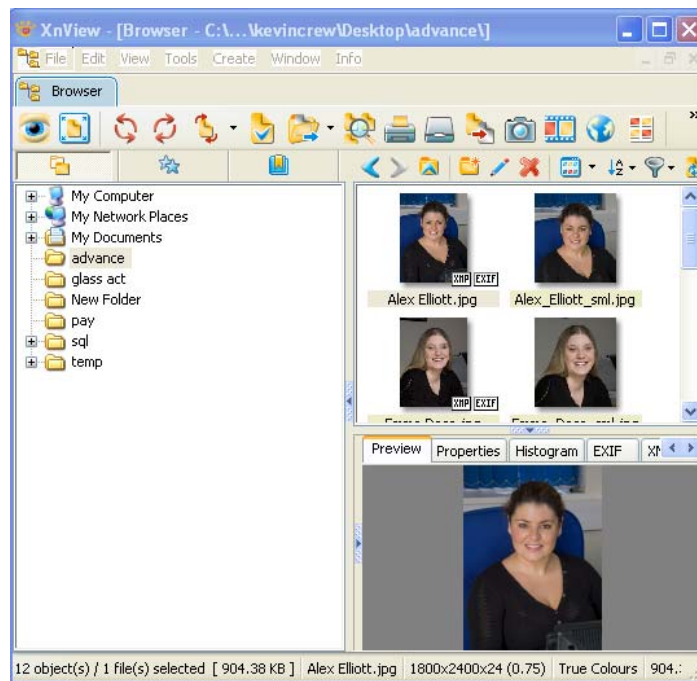 XnView - [Browser - C:\...\kevincrew\Desktop\advance\]
File Edit View Tools Create Window Info
Browser
My Computer
My Network Places
My Documents
advance
glass act
New Folder
pay
sql
temp
XMP EXIF
Alex Elliott.jpg Alex_Elliott_sml.jpg
XMP EXIF
Preview Properties Histogram EXIF
12 object(s) / 1 file(s) selected [ 904.38 KB ] Alex Elliott.jpg 1800x2400x24 (0.75) True Colours 904.